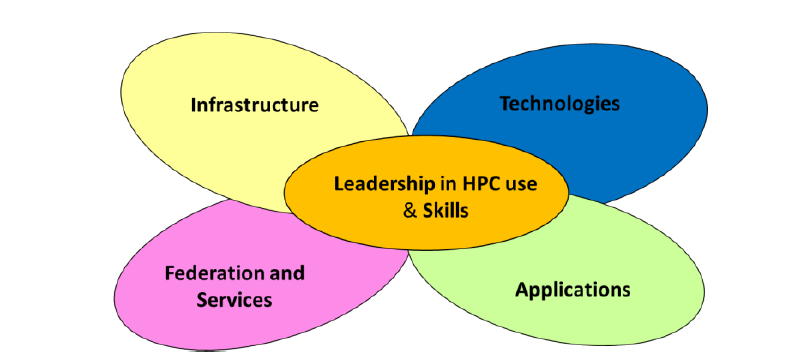 Infrastructure
Technologies
Leadership in HPC use
& Skills
Federation and
Services
Applications